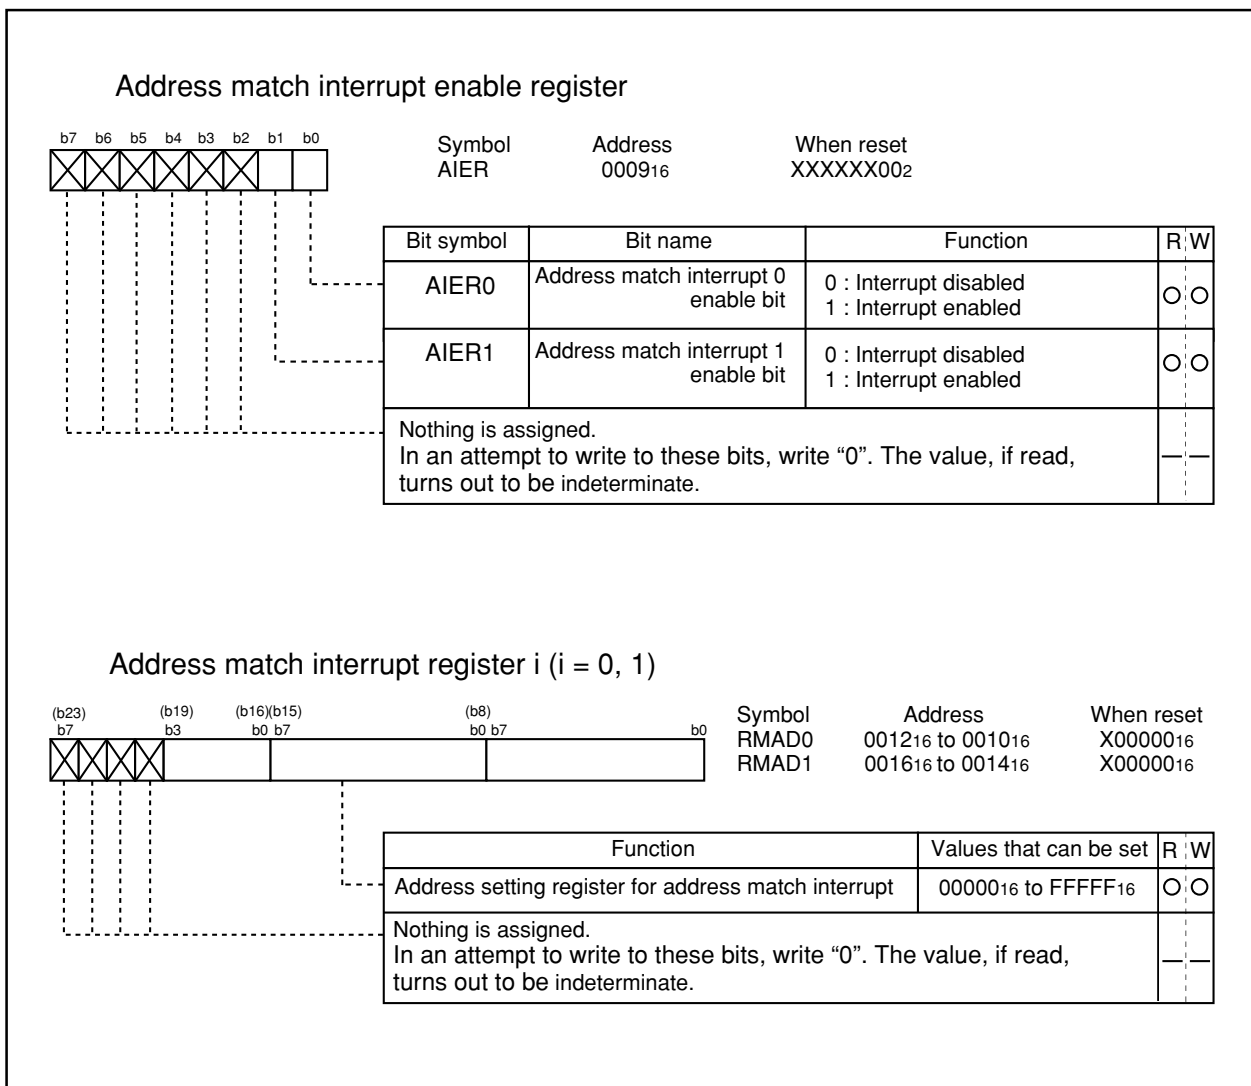 Address match interrupt enable register
b7 b6 b5 b4 b3 b2 b1 b0
Symbol Address When reset
AIER 000916 XXXXXX002
Bit symbol Bit name Function R W
AIER0 Address match interrupt 0 enable bit 0 : Interrupt disabled
1 : Interrupt enabled
AIER1 Address match interrupt 1 enable bit 0 : Interrupt disabled
1 : Interrupt enabled
Nothing is assigned.
In an attempt to write to these bits, write “0”. The value, if read,
turns out to be indeterminate.
Address match interrupt register i (i = 0, 1)
(b23) (b19) (b16)(b15) (b8)
b7 b3 b0 b7 b0 b7 b0
Symbol Address When reset
RMAD0 001216 to 001016 X0000016
RMAD1 001616 to 001416 X0000016
Function Values that can be set R W
Address setting register for address match interrupt 0000016 to FFFFF16
Nothing is assigned.
In an attempt to write to these bits, write “0”. The value, if read,
turns out to be indeterminate.